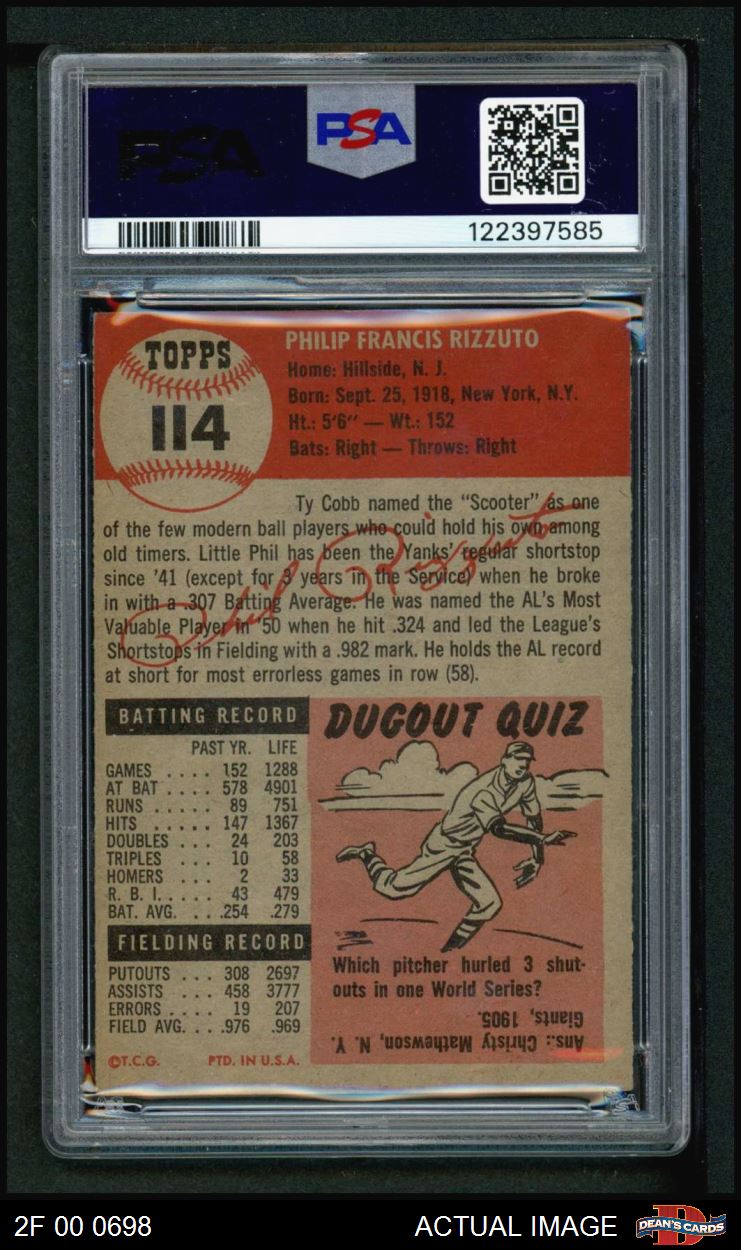 PSA
PSA
122397585
TOPPS
114
PHILIP FRANCIS RIZZUTO
Home: Hillside, N. J.
Born: Sept. 25, 1918, New York, N.Y.
Ht.: 5'6" — Wt.: 152
Bats: Right — Throws: Right
Ty Cobb named the "Scooter" as one
of the few modern ball players who could hold his own among
old timers. Little Phil has been the Yanks' regular shortstop
since '41 (except for 3 years in the Service) when he broke
in with a .307 Batting Average. He was named the AL's Most
Valuable Player in '50 when he hit .324 and led the League's
Shortstops in Fielding with a .982 mark. He holds the AL record
at short for most errorless games in row (58).
Phil Rizzuto
BATTING RECORD
PAST YR. LIFE
GAMES .... 152 1288
AT BAT .... 578 4901
RUNS .... 89 751
HITS ..... 147 1367
DOUBLES ... 24 203
TRIPLES ... 10 58
HOMERS ... 2 33
R. B. I. .... 43 479
BAT. AVG. ... .254 .279
FIELDING RECORD
PUTOUTS ... 308 2697
ASSISTS ... 458 3777
ERRORS .... 19 207
FIELD AVG. ... .976 .969
©T.C.G. PTD. IN U.S.A.
DUGOUT QUIZ
Which pitcher hurled 3 shut-
outs in one World Series?
Ans.: Christy Mathewson, N. Y.
Giants, 1905.
2F 00 0698
ACTUAL IMAGE
DEAN'S CARDS